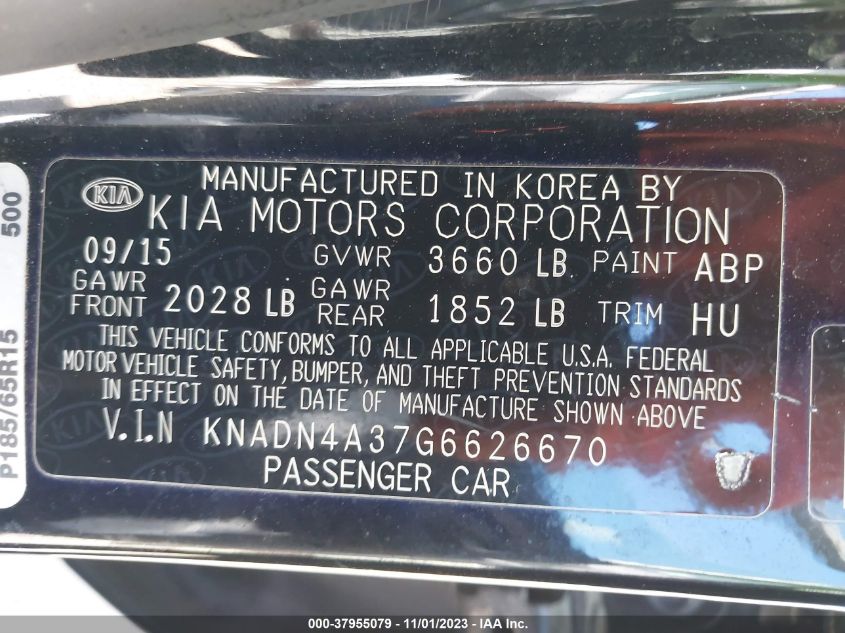 MANUFACTURED IN KOREA BY
KIA KIA MOTORS CORPORATION
09/15 GVWR 3660 LB PAINT ABP
GAWR FRONT 2028 LB GAWR REAR 1852 LB TRIM HU
THIS VEHICLE CONFORMS TO ALL APPLICABLE U.S.A. FEDERAL
MOTOR VEHICLE SAFETY, BUMPER, AND THEFT PREVENTION STANDARDS
IN EFFECT ON THE DATE OF MANUFACTURE SHOWN ABOVE
V.I.N KNADN4A37G6626670
PASSENGER CAR
P185/65R15 500
000-37955079 - 11/01/2023 - IAA, Inc.